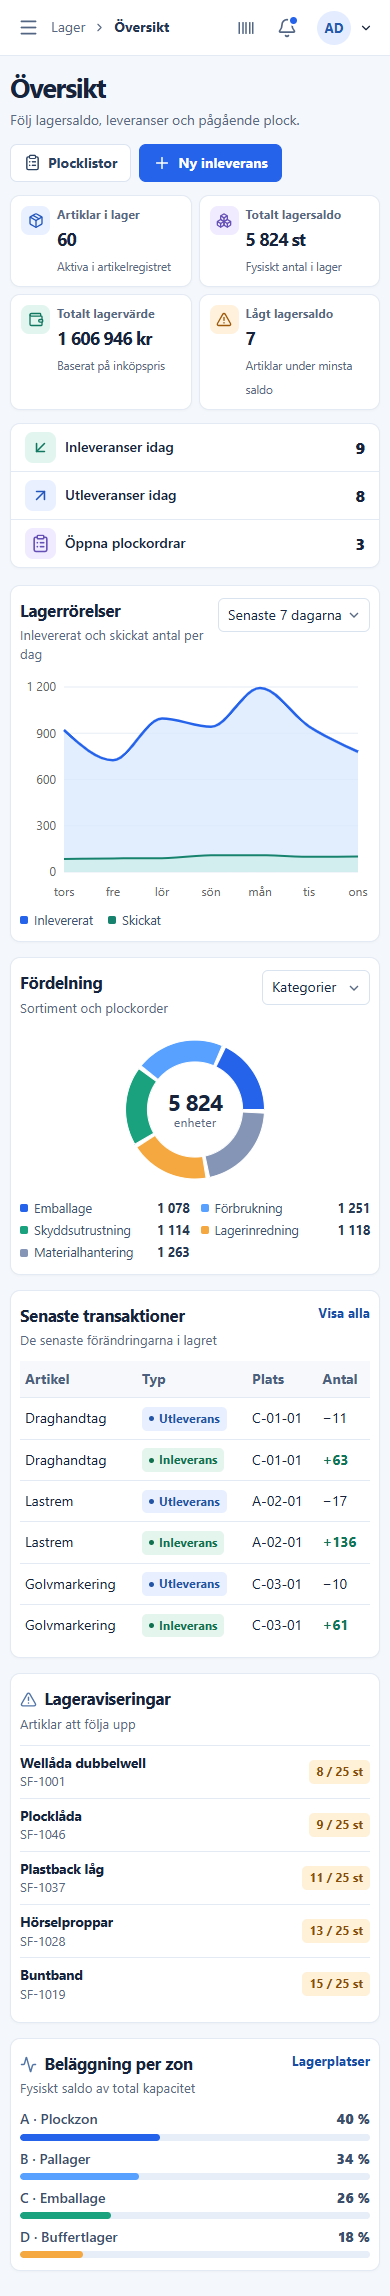 Lager > Översikt
AD
Översikt
Följ lagersaldo, leveranser och pågående plock.
Plocklistor
+ Ny inleverans
Artiklar i lager
60
Aktiva i artikelregistret
Totalt lagersaldo
5 824 st
Fysiskt antal i lager
Totalt lagervärde
1 606 946 kr
Baserat på inköpspris
Lågt lagersaldo
7
Artiklar under minsta
saldo
Inleveranser idag 9
Utleveranser idag 8
Öppna plockordrar 3
Lagerrörelser
Senaste 7 dagarna
Inlevererat och skickat antal per
dag
1 200
900
600
300
0
tors fre lör sön mån tis ons
Inlevererat Skickat
Fördelning
Kategorier
Sortiment och plockorder
5 824
enheter
Emballage 1 078 Förbrukning 1 251
Skyddsutrustning 1 114 Lagerinredning 1 118
Materialhantering 1 263
Senaste transaktioner Visa alla
De senaste förändringarna i lagret
Artikel Typ Plats Antal
Draghandtag Utleverans C-01-01 −11
Draghandtag Inleverans C-01-01 +63
Lastrem Utleverans A-02-01 −17
Lastrem Inleverans A-02-01 +136
Golvmarkering Utleverans C-03-01 −10
Golvmarkering Inleverans C-03-01 +61
Lageraviseringar
Artiklar att följa upp
Wellåda dubbelwell
SF-1001
8 / 25 st
Plocklåda
SF-1046
9 / 25 st
Plastback låg
SF-1037
11 / 25 st
Hörselproppar
SF-1028
13 / 25 st
Buntband
SF-1019
15 / 25 st
Beläggning per zon Lagerplatser
Fysiskt saldo av total kapacitet
A · Plockzon 40 %
B · Pallager 34 %
C · Emballage 26 %
D · Buffertlager 18 %